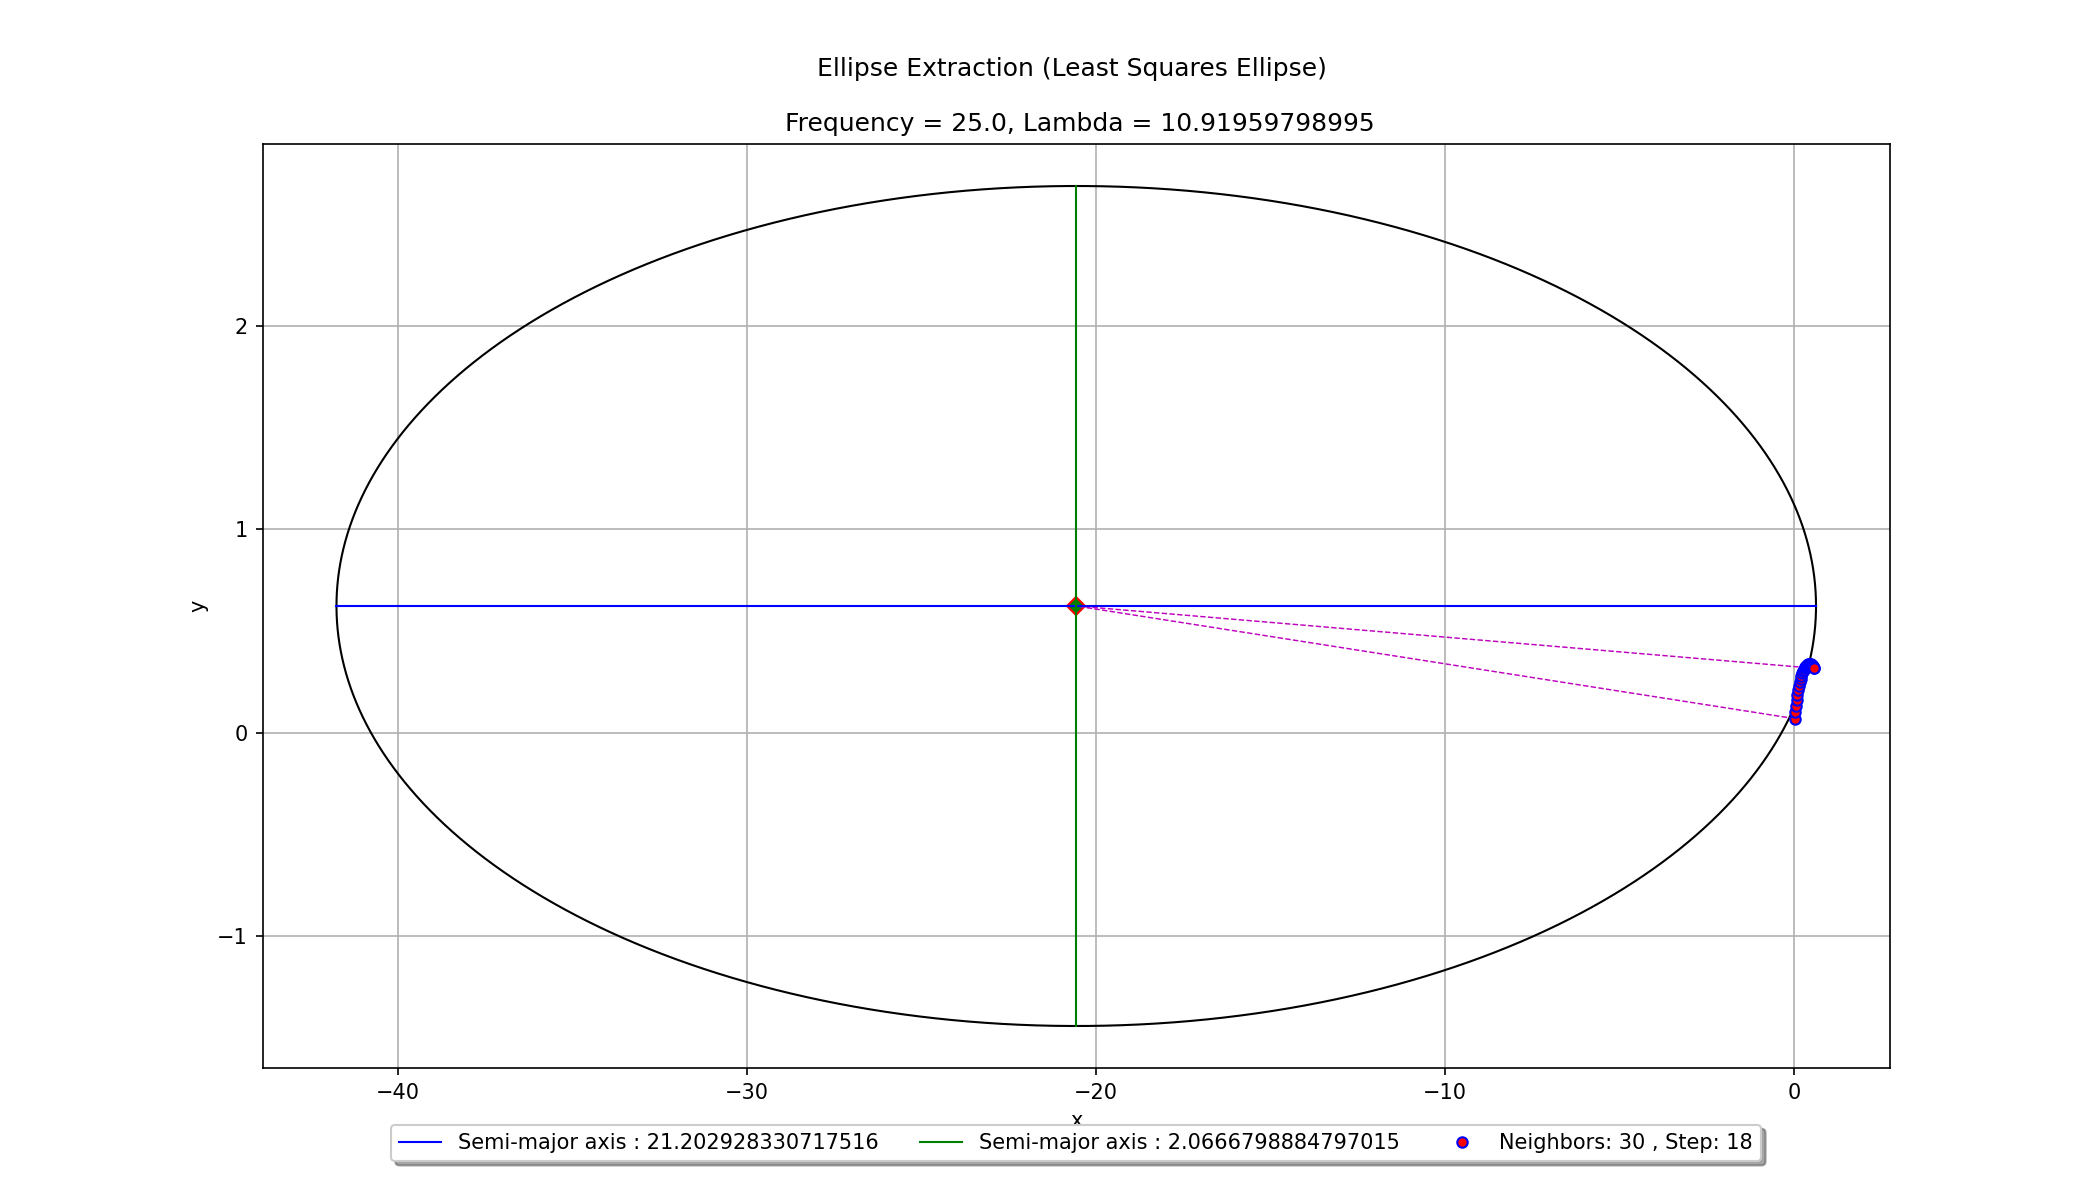 Ellipse Extraction (Least Squares Ellipse)
Frequency = 25.0, Lambda = 10.91959798995
y
2
1
0
−1
−40 −30 −20 −10 0
x
Semi-major axis : 21.202928330717516 Semi-major axis : 2.0666798884797015 Neighbors: 30 , Step: 18